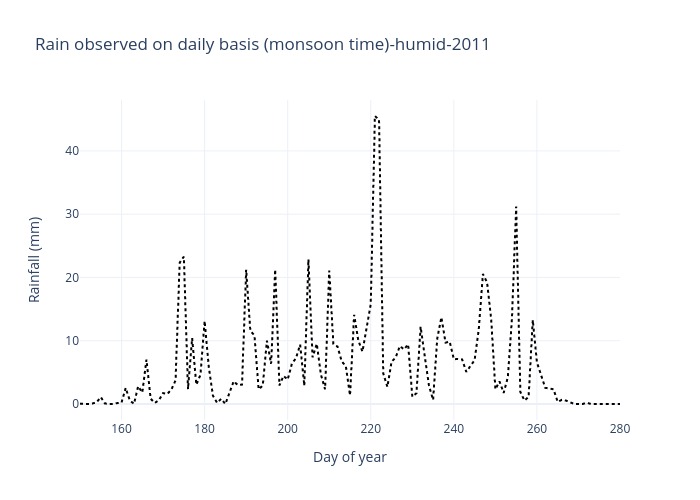 Rain observed on daily basis (monsoon time)-humid-2011
40
30
20
10
0
Rainfall (mm)
160 180 200 220 240 260 280
Day of year